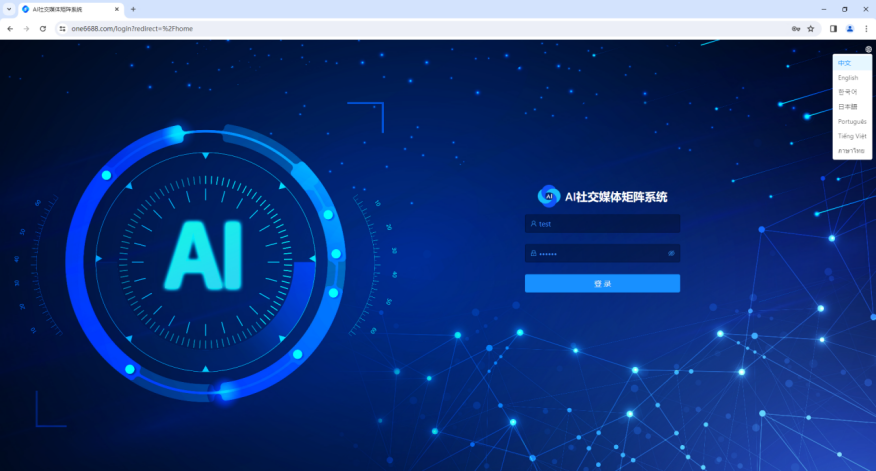 AI社交媒体矩阵系统
one6688.com/login?redirect=%2Fhome
中文
English
한국어
日本語
Português
Tiếng Việt
ภาษาไทย
AI
AI
AI社交媒体矩阵系统
test
登 录